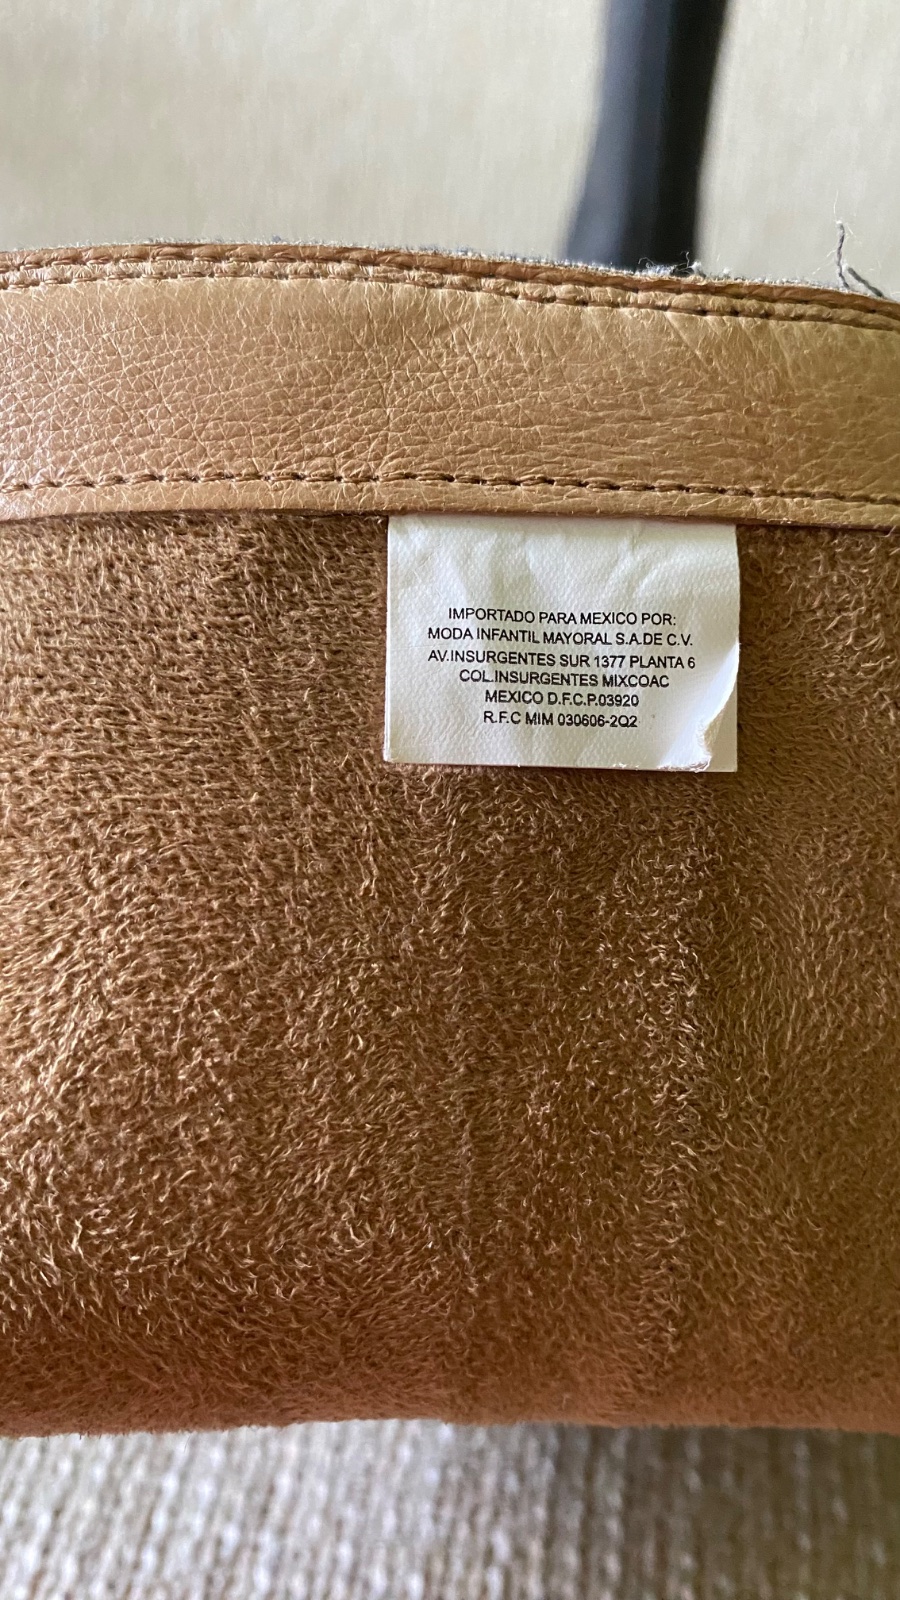 IMPORTADO PARA MEXICO POR:
MODA INFANTIL MAYORAL S.A.DE C.V.
AV.INSURGENTES SUR 1377 PLANTA 6
COL.INSURGENTES MIXCOAC
MEXICO D.F.C.P.03920
R.F.C MIM 030606-2Q2